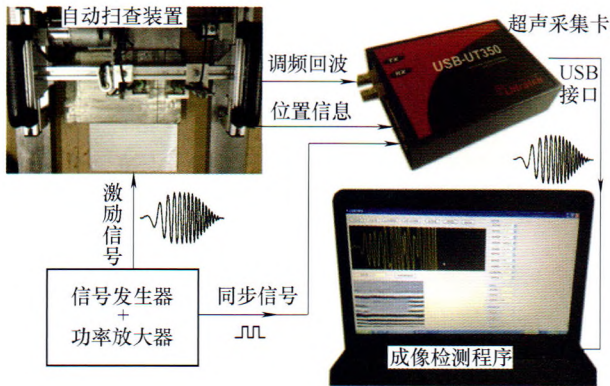 自动扫查装置
超声采集卡
调频回波
USB
接口
位置信息
USB-UT350
激励信号
信号发生器
+
功率放大器
同步信号
成像检测程序